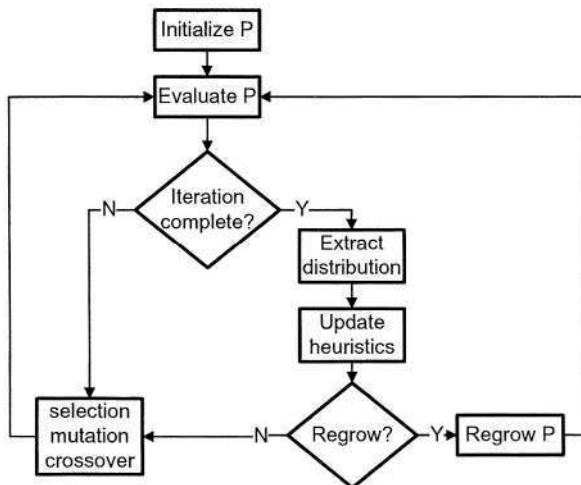 Initialize P
Evaluate P
Iteration
complete?
N
Y
Extract
distribution
Update
heuristics
selection
mutation
crossover
N
Regrow?
Y
Regrow P